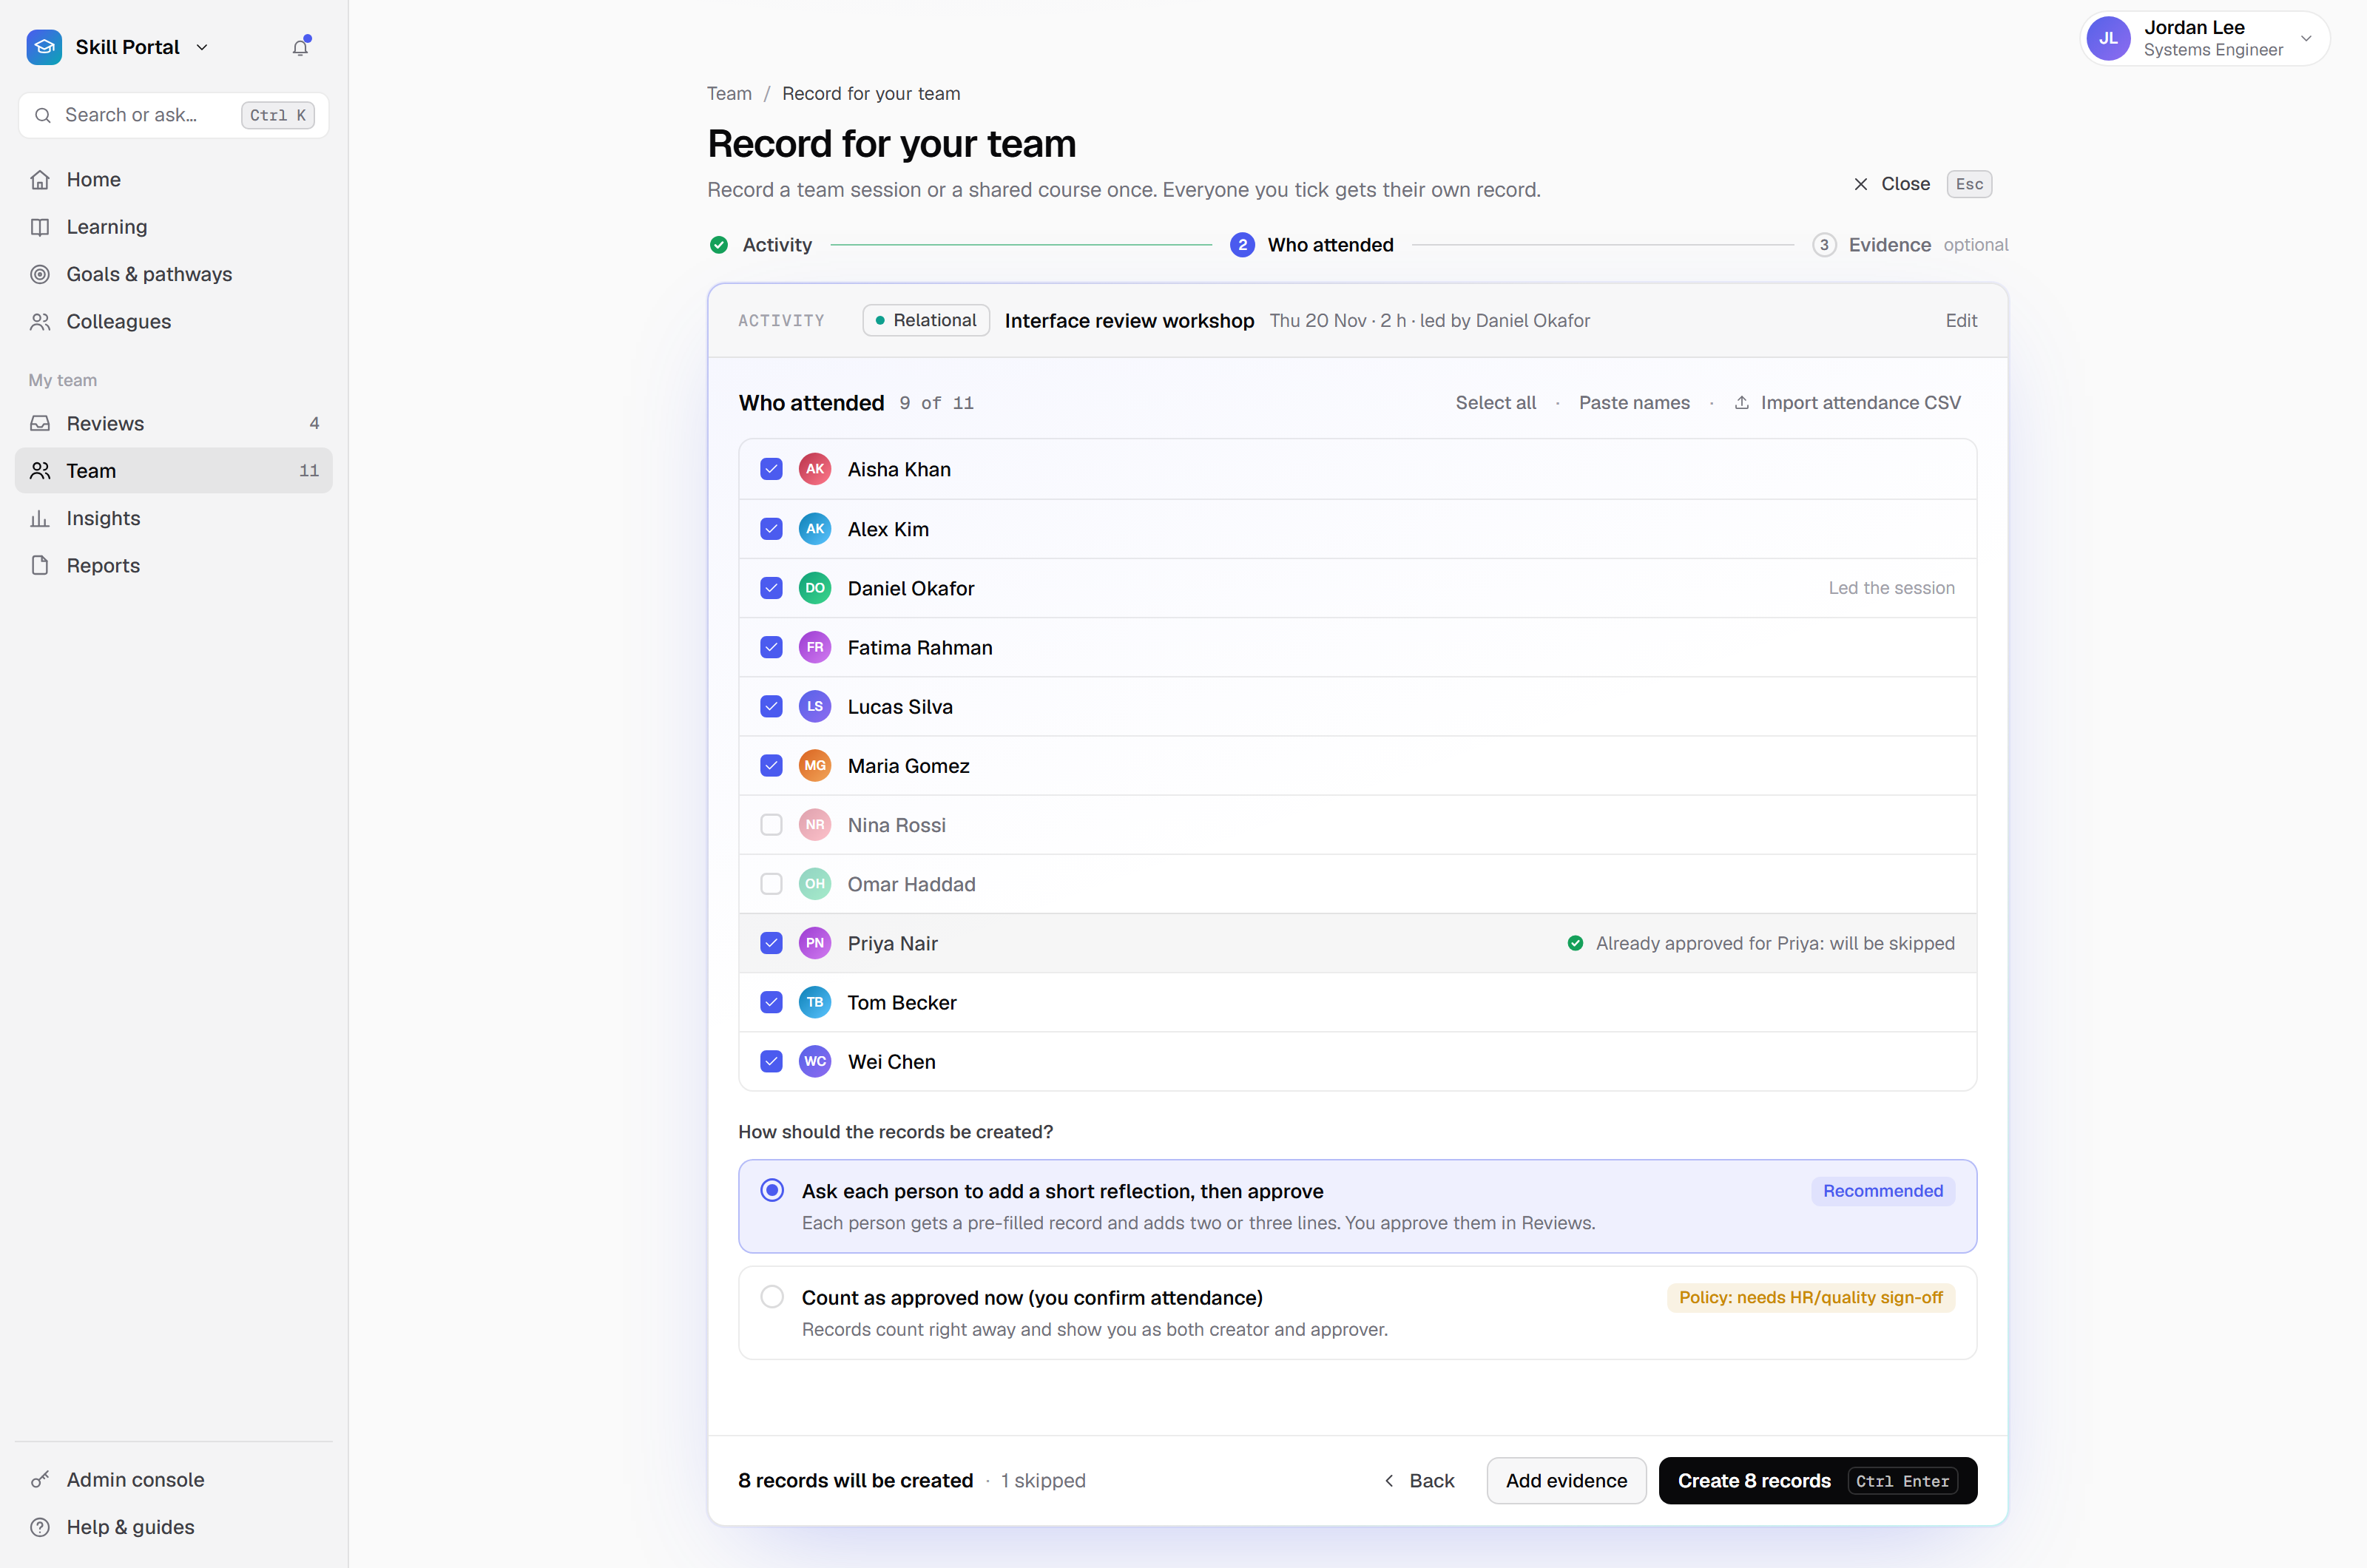 Skill Portal
Search or ask... Ctrl K
Home
Learning
Goals & pathways
Colleagues
My team
Reviews 4
Team 11
Insights
Reports
Admin console
Help & guides
JL Jordan Lee
Systems Engineer
Team / Record for your team
Record for your team
Record a team session or a shared course once. Everyone you tick gets their own record.
Close Esc
Activity 2 Who attended 3 Evidence optional
ACTIVITY Relational Interface review workshop Thu 20 Nov · 2 h · led by Daniel Okafor Edit
Who attended 9 of 11 Select all · Paste names · Import attendance CSV
AK Aisha Khan
AK Alex Kim
DO Daniel Okafor Led the session
FR Fatima Rahman
LS Lucas Silva
MG Maria Gomez
NR Nina Rossi
OH Omar Haddad
PN Priya Nair Already approved for Priya: will be skipped
TB Tom Becker
WC Wei Chen
How should the records be created?
Ask each person to add a short reflection, then approve Recommended
Each person gets a pre-filled record and adds two or three lines. You approve them in Reviews.
Count as approved now (you confirm attendance) Policy: needs HR/quality sign-off
Records count right away and show you as both creator and approver.
8 records will be created · 1 skipped Back Add evidence Create 8 records Ctrl Enter